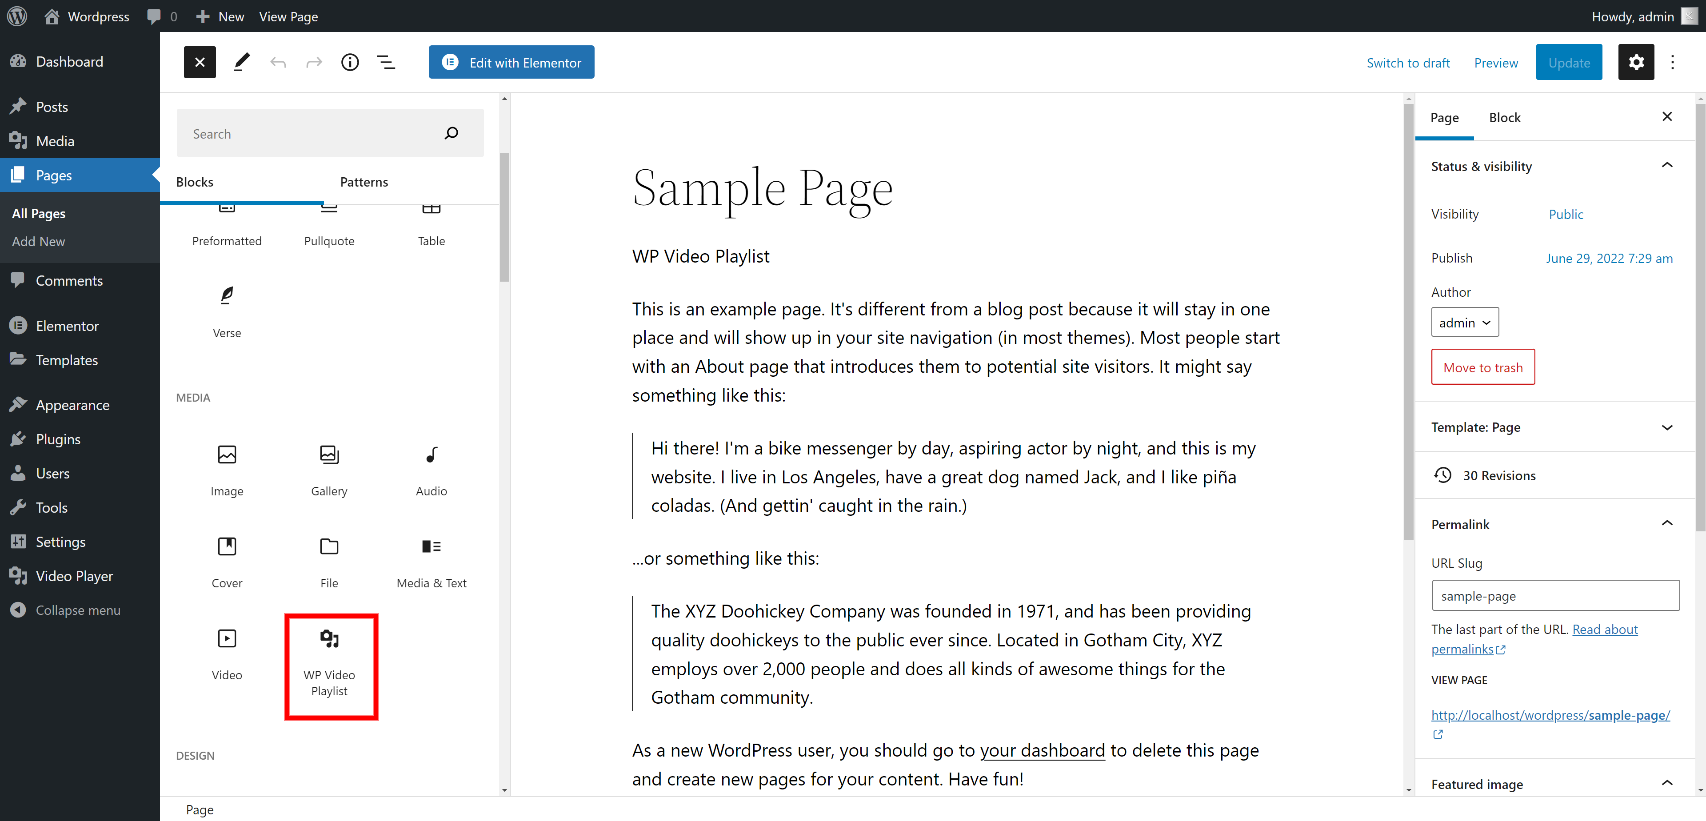 Wordpress 0 New View Page Howdy, admin
Dashboard
Posts
Media
Pages
All Pages
Add New
Comments
Elementor
Templates
Appearance
Plugins
Users
Tools
Settings
Video Player
Collapse menu
Edit with Elementor
Switch to draft Preview Update
Search
Blocks Patterns
Preformatted Pullquote Table
Verse
MEDIA
Image Gallery Audio
Cover File Media & Text
Video WP Video
Playlist
DESIGN
Sample Page
WP Video Playlist
This is an example page. It's different from a blog post because it will stay in one
place and will show up in your site navigation (in most themes). Most people start
with an About page that introduces them to potential site visitors. It might say
something like this:
Hi there! I'm a bike messenger by day, aspiring actor by night, and this is my
website. I live in Los Angeles, have a great dog named Jack, and I like piña
coladas. (And gettin' caught in the rain.)
...or something like this:
The XYZ Doohickey Company was founded in 1971, and has been providing
quality doohickeys to the public ever since. Located in Gotham City, XYZ
employs over 2,000 people and does all kinds of awesome things for the
Gotham community.
As a new WordPress user, you should go to your dashboard to delete this page
and create new pages for your content. Have fun!
Page Block
Status & visibility
Visibility Public
Publish June 29, 2022 7:29 am
Author
admin
Move to trash
Template: Page
30 Revisions
Permalink
URL Slug
sample-page
The last part of the URL. Read about
permalinks
VIEW PAGE
http://localhost/wordpress/sample-page/
Featured image
Page